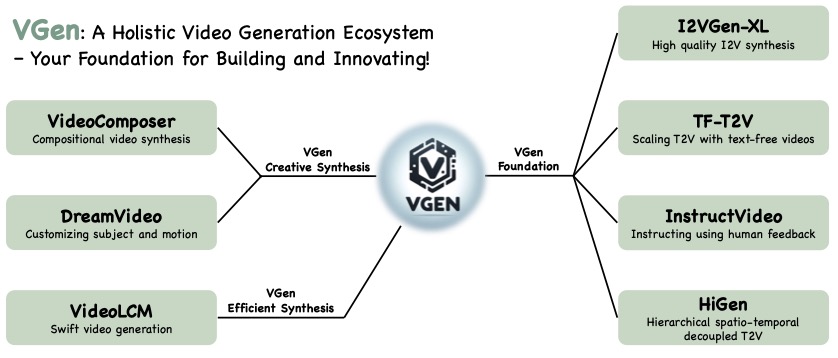 VGen: A Holistic Video Generation Ecosystem
– Your Foundation for Building and Innovating!
VideoComposer
Compositional video synthesis
DreamVideo
Customizing subject and motion
VideoLCM
Swift video generation
VGen
Creative Synthesis
VGen
Efficient Synthesis
V
VGEN
VGen
Foundation
I2VGen-XL
High quality I2V synthesis
TF-T2V
Scaling T2V with text-free videos
InstructVideo
Instructing using human feedback
HiGen
Hierarchical spatio-temporal
decoupled T2V